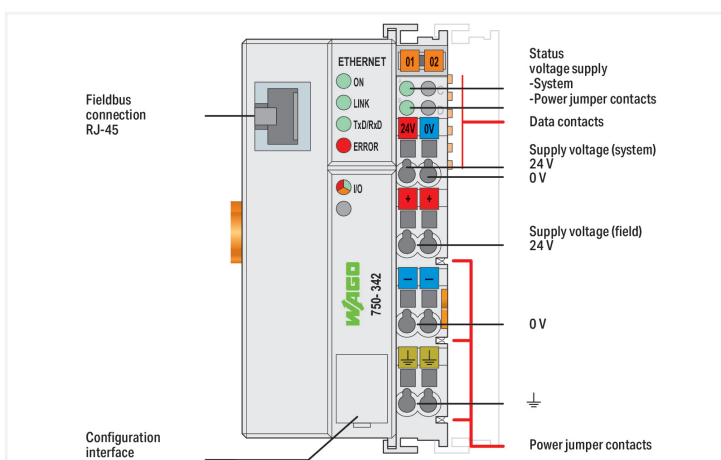 Fieldbus
connection
RJ-45
Configuration
interface
ETHERNET
ON
LINK
TxD/RxD
ERROR
I/O
WAGO
750-342
01 02
24V 0V
+ +
— —
Status
voltage supply
-System
-Power jumper contacts
Data contacts
Supply voltage (system)
24 V
0 V
Supply voltage (field)
24 V
0 V
Power jumper contacts